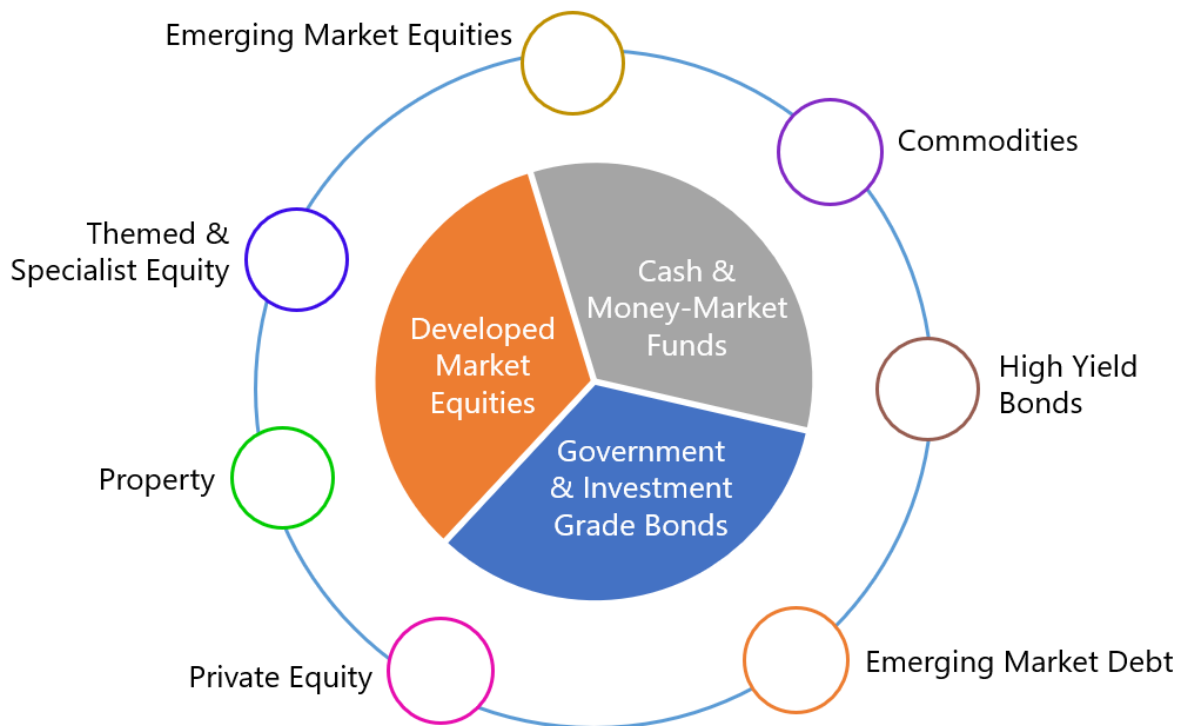 Emerging Market Equities
Commodities
Themed &
Specialist Equity
Cash &
Money-Market
Funds
Developed
Market
Equities
High Yield
Bonds
Government
& Investment
Grade Bonds
Property
Private Equity
Emerging Market Debt